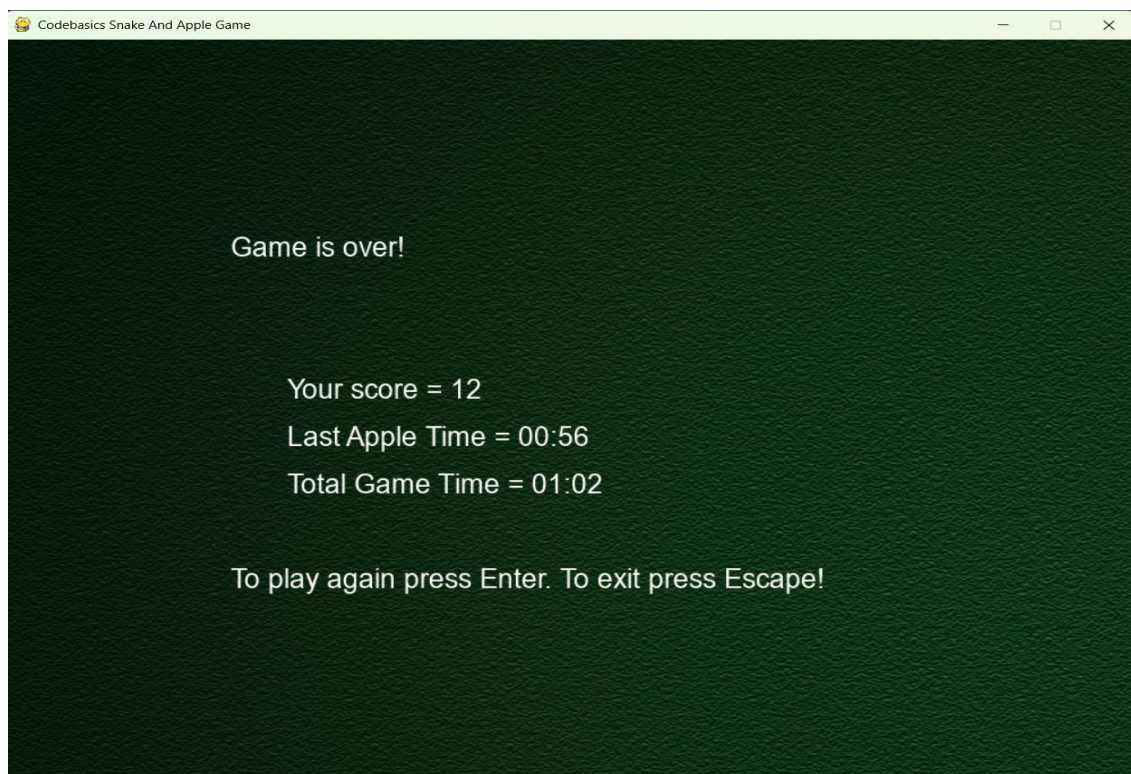 Codebasics Snake And Apple Game
Game is over!
Your score = 12
Last Apple Time = 00:56
Total Game Time = 01:02
To play again press Enter. To exit press Escape!